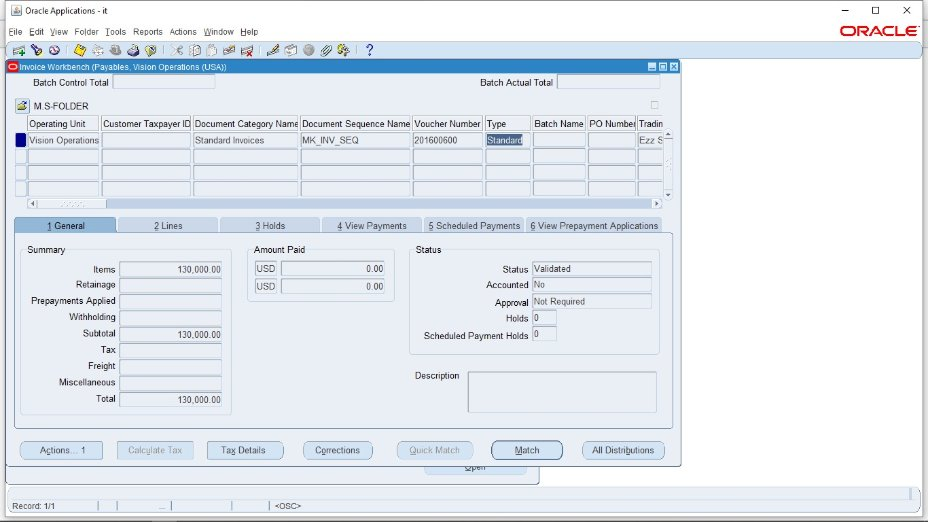 Oracle Applications - it
File Edit View Folder Tools Reports Actions Window Help
ORACLE
Invoice Workbench (Payables, Vision Operations (USA))
Batch Control Total
Batch Actual Total
M.S-FOLDER
Operating Unit Customer Taxpayer ID Document Category Name Document Sequence Name Voucher Number Type Batch Name PO Number Tradin
Vision Operations Standard Invoices MK_INV_SEQ 201600600 Standard Ezz S
1 General 2 Lines 3 Holds 4 View Payments 5 Scheduled Payments 6 View Prepayment Applications
Summary
Items 130,000.00
Retainage
Prepayments Applied
Withholding
Subtotal 130,000.00
Tax
Freight
Miscellaneous
Total 130,000.00
Amount Paid
USD 0.00
USD 0.00
Status
Status Validated
Accounted No
Approval Not Required
Holds 0
Scheduled Payment Holds 0
Description
Actions... 1 Calculate Tax Tax Details Corrections Quick Match Match All Distributions
Open
Record: 1/1 ... <OSC>